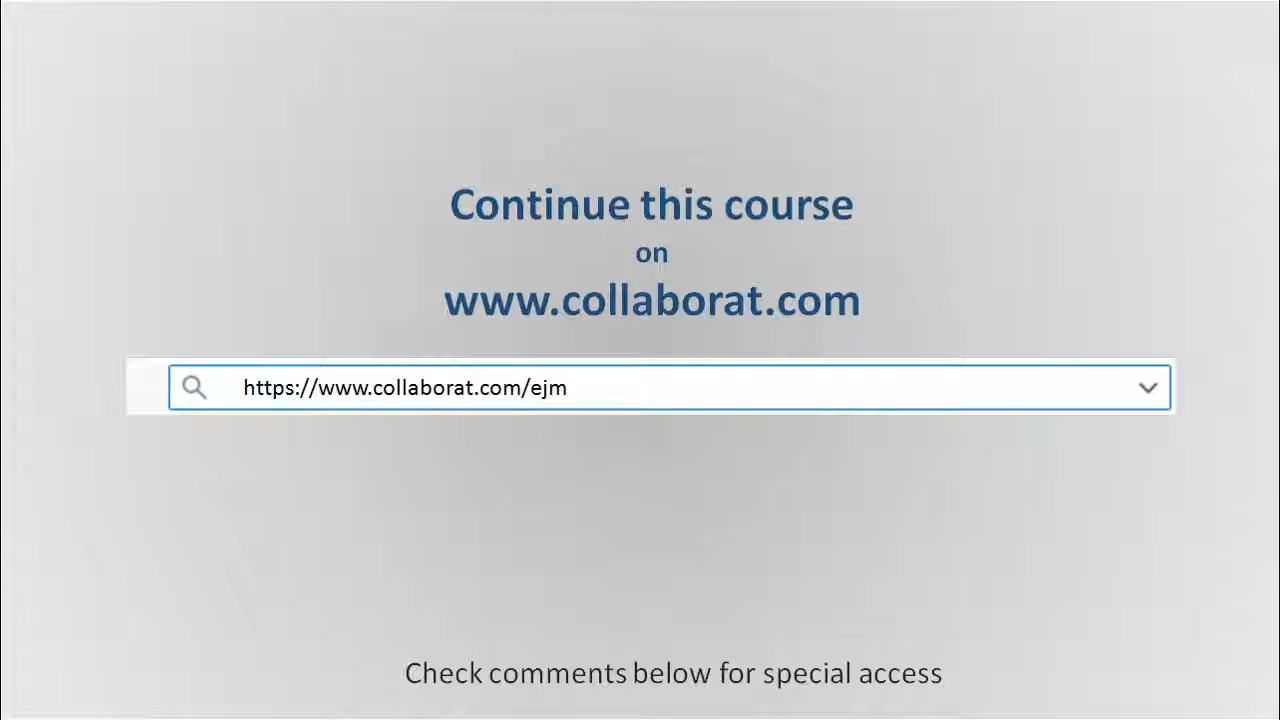 Continue this course
on
www.collaborat.com
https://www.collaborat.com/ejm
Check comments below for special access